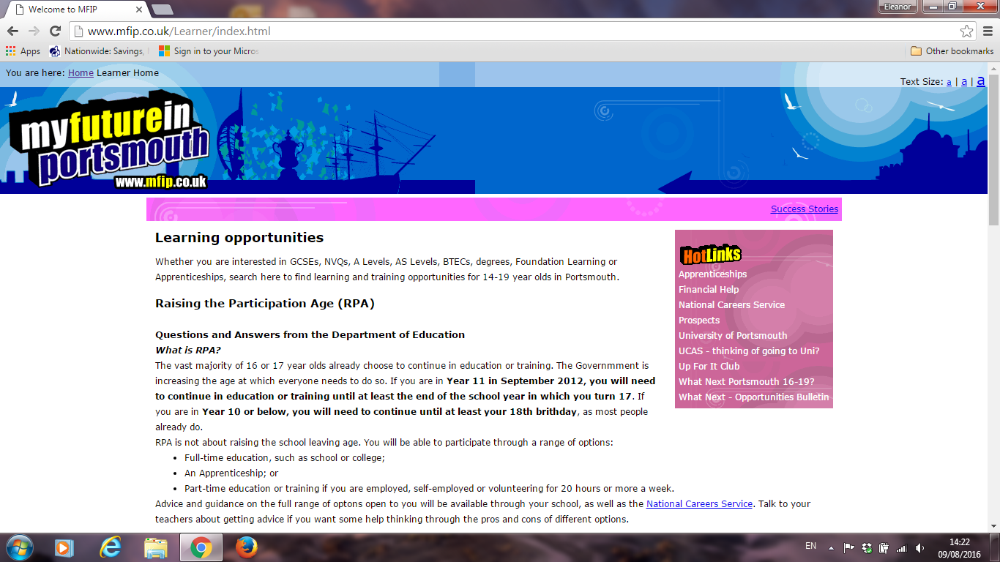 Welcome to MFIP
Eleanor
www.mfip.co.uk/Learner/index.html
Apps Nationwide: Savings, Sign in to your Micros Other bookmarks
You are here: Home Learner Home
Text Size: a | a | a
myfuturein
portsmouth
www.mfip.co.uk
Success Stories
Learning opportunities
Whether you are interested in GCSEs, NVQs, A Levels, AS Levels, BTECs, degrees, Foundation Learning or
Apprenticeships, search here to find learning and training opportunities for 14-19 year olds in Portsmouth.
Raising the Participation Age (RPA)
Questions and Answers from the Department of Education
What is RPA?
The vast majority of 16 or 17 year olds already choose to continue in education or training. The Governmment is
increasing the age at which everyone needs to do so. If you are in Year 11 in September 2012, you will need
to continue in education or training until at least the end of the school year in which you turn 17. If
you are in Year 10 or below, you will need to continue until at least your 18th brithday, as most people
already do.
RPA is not about raising the school leaving age. You will be able to participate through a range of options:
• Full-time education, such as school or college;
• An Apprenticeship; or
• Part-time education or training if you are employed, self-employed or volunteering for 20 hours or more a week.
Advice and guidance on the full range of optons open to you will be available through your school, as well as the National Careers Service. Talk to your
teachers about getting advice if you want some help thinking through the pros and cons of different options.
HotLinks
Apprenticeships
Financial Help
National Careers Service
Prospects
University of Portsmouth
UCAS - thinking of going to Uni?
Up For It Club
What Next Portsmouth 16-19?
What Next - Opportunities Bulletin
EN
14:22
09/08/2016